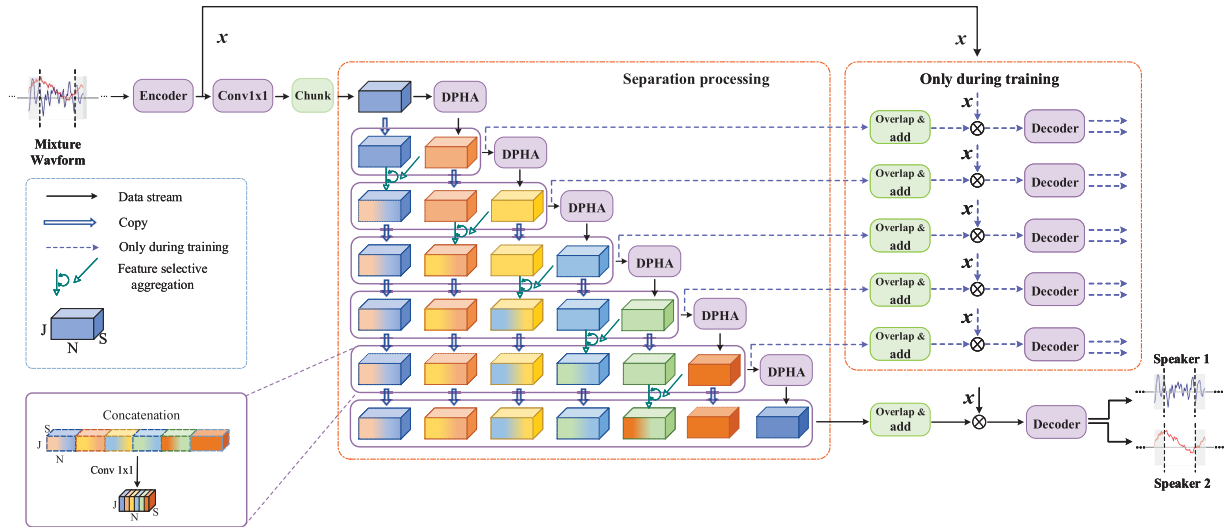 x
x
Separation processing
Only during training
Encoder
Conv1x1
Chunk
DPHA
Mixture
Wavform
x
Overlap &
add
Decoder
DPHA
x
Overlap &
add
Decoder
DPHA
x
Overlap &
add
Decoder
DPHA
x
Overlap &
add
Decoder
DPHA
x
Overlap &
add
Decoder
DPHA
Data stream
Copy
Only during training
Feature selective
aggregation
J
N
S
Concatenation
S
J
N
Conv 1x1
J
N
S
Overlap &
add
x
Decoder
Speaker 1
Speaker 2